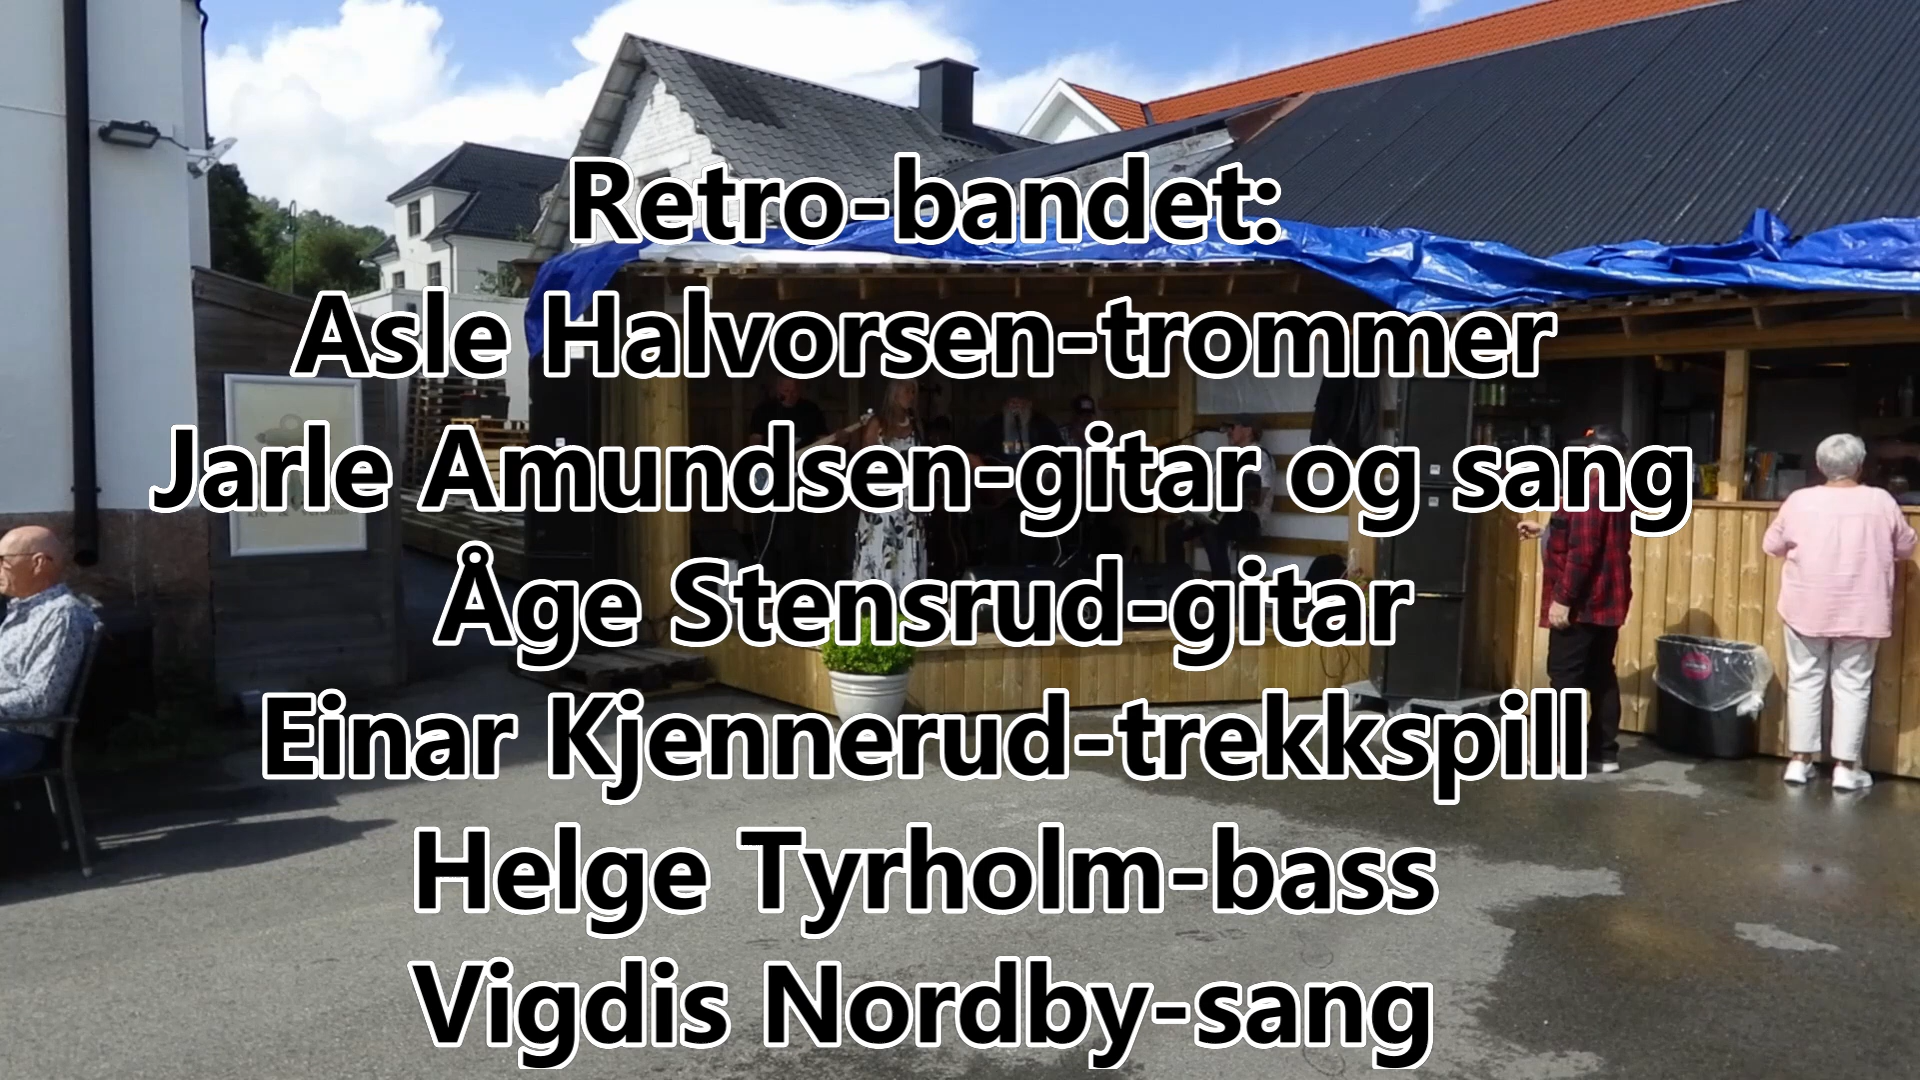 Retro-bandet:
Asle Halvorsen-trommer
Jarle Amundsen-gitar og sang
Åge Stensrud-gitar
Einar Kjennerud-trekkspill
Helge Tyrholm-bass
Vigdis Nordby-sang